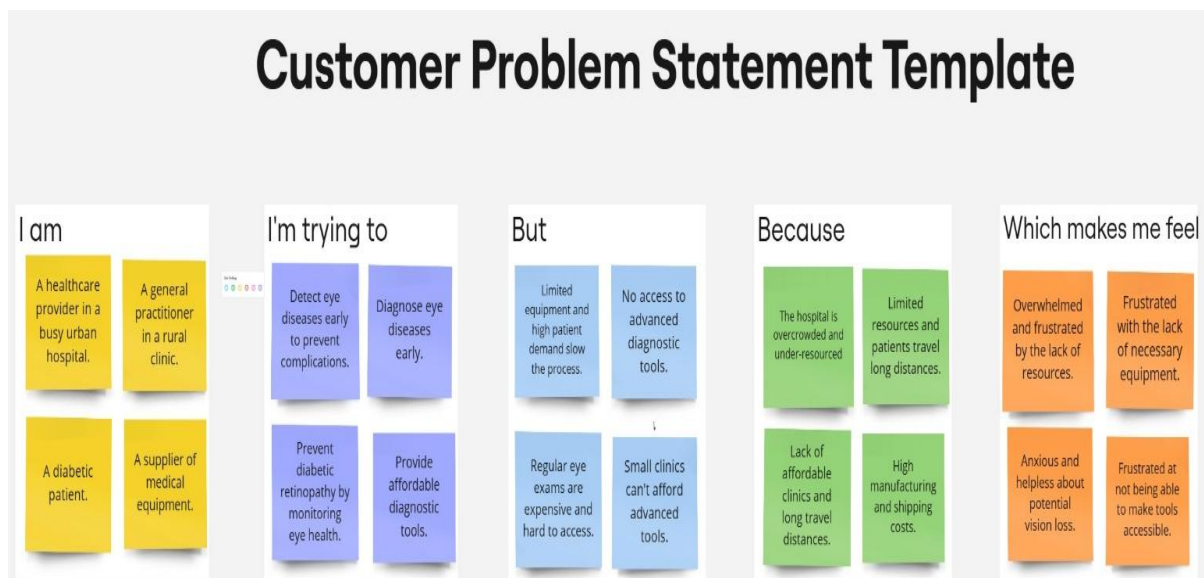 Customer Problem Statement Template
I am
A healthcare
provider in a
busy urban
hospital.
A general
practitioner
in a rural
clinic.
A diabetic
patient.
A supplier of
medical
equipment.
I'm trying to
Detect eye
diseases early
to prevent
complications.
Diagnose eye
diseases
early.
Prevent
diabetic
retinopathy by
monitoring
eye health.
Provide
affordable
diagnostic
tools.
But
Limited
equipment and
high patient
demand slow
the process.
No access to
advanced
diagnostic
tools.
Regular eye
exams are
expensive and
hard to access.
Small clinics
can't afford
advanced
tools.
Because
The hospital is
overcrowded and
under-resourced
Limited
resources and
patients travel
long distances.
Lack of
affordable
clinics and
long travel
distances.
High
manufacturing
and shipping
costs.
Which makes me feel
Overwhelmed
and frustrated
by the lack of
resources.
Frustrated
with the lack
of necessary
equipment.
Anxious and
helpless about
potential
vision loss.
Frustrated at
not being able
to make tools
accessible.